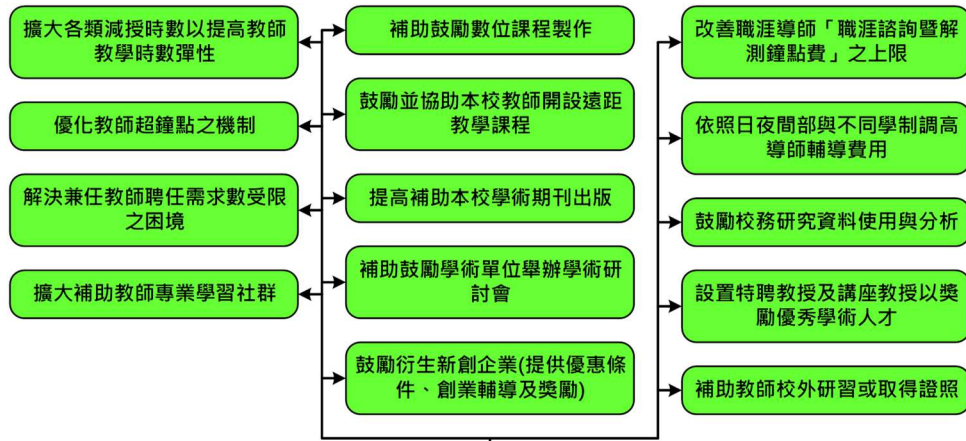 擴大各類減授時數以提高教師
教學時數彈性
優化教師超鐘點之機制
解決兼任教師聘任需求數受限
之困境
擴大補助教師專業學習社群
補助鼓勵數位課程製作
鼓勵並協助本校教師開設遠距
教學課程
提高補助本校學術期刊出版
補助鼓勵學術單位舉辦學術研
討會
鼓勵衍生新創企業(提供優惠條
件、創業輔導及獎勵)
改善職涯導師「職涯諮詢暨解
測鐘點費」之上限
依照日夜間部與不同學制調高
導師輔導費用
鼓勵校務研究資料使用與分析
設置特聘教授及講座教授以獎
勵優秀學術人才
補助教師校外研習或取得證照